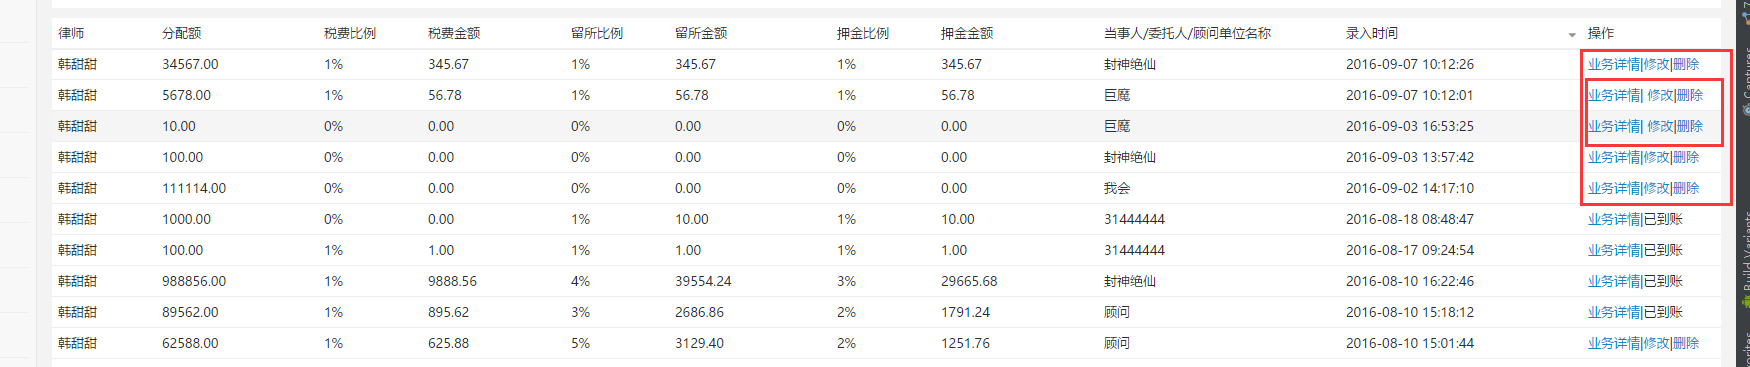 律师 分配额 税费比例 税费金额 留所比例 留所金额 押金比例 押金金额 当事人/委托人/顾问单位名称 录入时间 操作
韩甜甜 34567.00 1% 345.67 1% 345.67 1% 345.67 封神绝仙 2016-09-07 10:12:26 业务详情|修改|删除
韩甜甜 5678.00 1% 56.78 1% 56.78 1% 56.78 巨魔 2016-09-07 10:12:01 业务详情| 修改|删除
韩甜甜 10.00 0% 0.00 0% 0.00 0% 0.00 巨魔 2016-09-03 16:53:25 业务详情| 修改|删除
韩甜甜 100.00 0% 0.00 0% 0.00 0% 0.00 封神绝仙 2016-09-03 13:57:42 业务详情|修改|删除
韩甜甜 111114.00 0% 0.00 0% 0.00 0% 0.00 我会 2016-09-02 14:17:10 业务详情|修改|删除
韩甜甜 1000.00 0% 0.00 1% 10.00 1% 10.00 31444444 2016-08-18 08:48:47 业务详情|已到账
韩甜甜 100.00 1% 1.00 1% 1.00 1% 1.00 31444444 2016-08-17 09:24:54 业务详情|已到账
韩甜甜 988856.00 1% 9888.56 4% 39554.24 3% 29665.68 封神绝仙 2016-08-10 16:22:46 业务详情|已到账
韩甜甜 89562.00 1% 895.62 3% 2686.86 2% 1791.24 顾问 2016-08-10 15:18:12 业务详情|已到账
韩甜甜 62588.00 1% 625.88 5% 3129.40 2% 1251.76 顾问 2016-08-10 15:01:44 业务详情|修改|删除
Captures
Build Variants